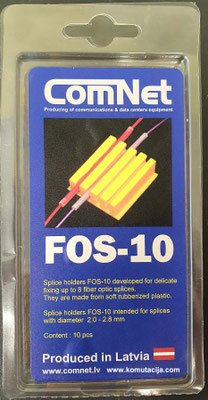 ComNet
Producing of communications & data centers equipment
FOS-10
Splice holders FOS-10 developed for delicate
fixing up to 8 fiber optic splices.
They are made from soft rubberized plastic.
Splice holders FOS-10 intended for splices
with diameter 2.0 - 2.8 mm
Content : 10 pcs
Produced in Latvia
www.comnet.lv www.komutacija.com